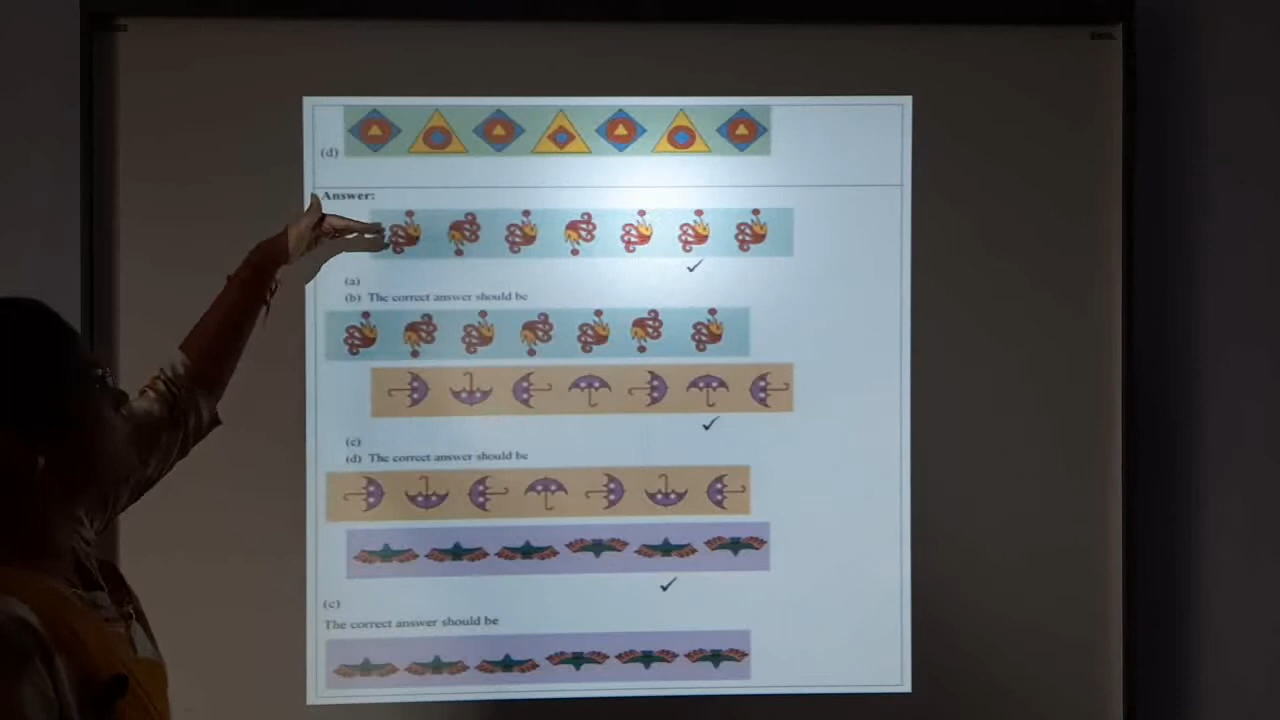 (d)
Answer:
(a)
(b) The correct answer should be
(c)
(d) The correct answer should be
(c)
The correct answer should be